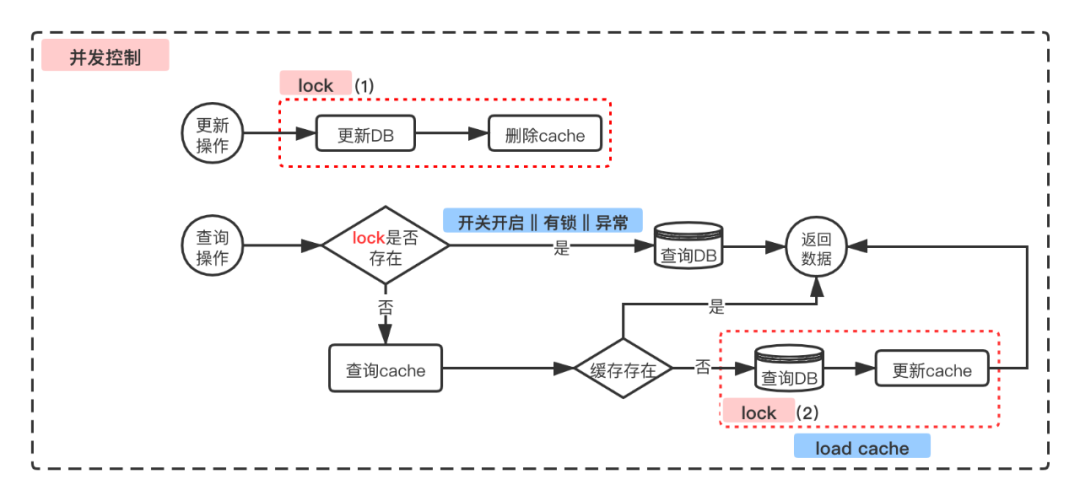 并发控制
lock (1)
更新
操作
更新DB
删除cache
查询
操作
lock是否
存在
开关开启 || 有锁 || 异常
是
查询DB
返回
数据
否
是
查询cache
缓存存在
否
查询DB
更新cache
lock (2)
load cache